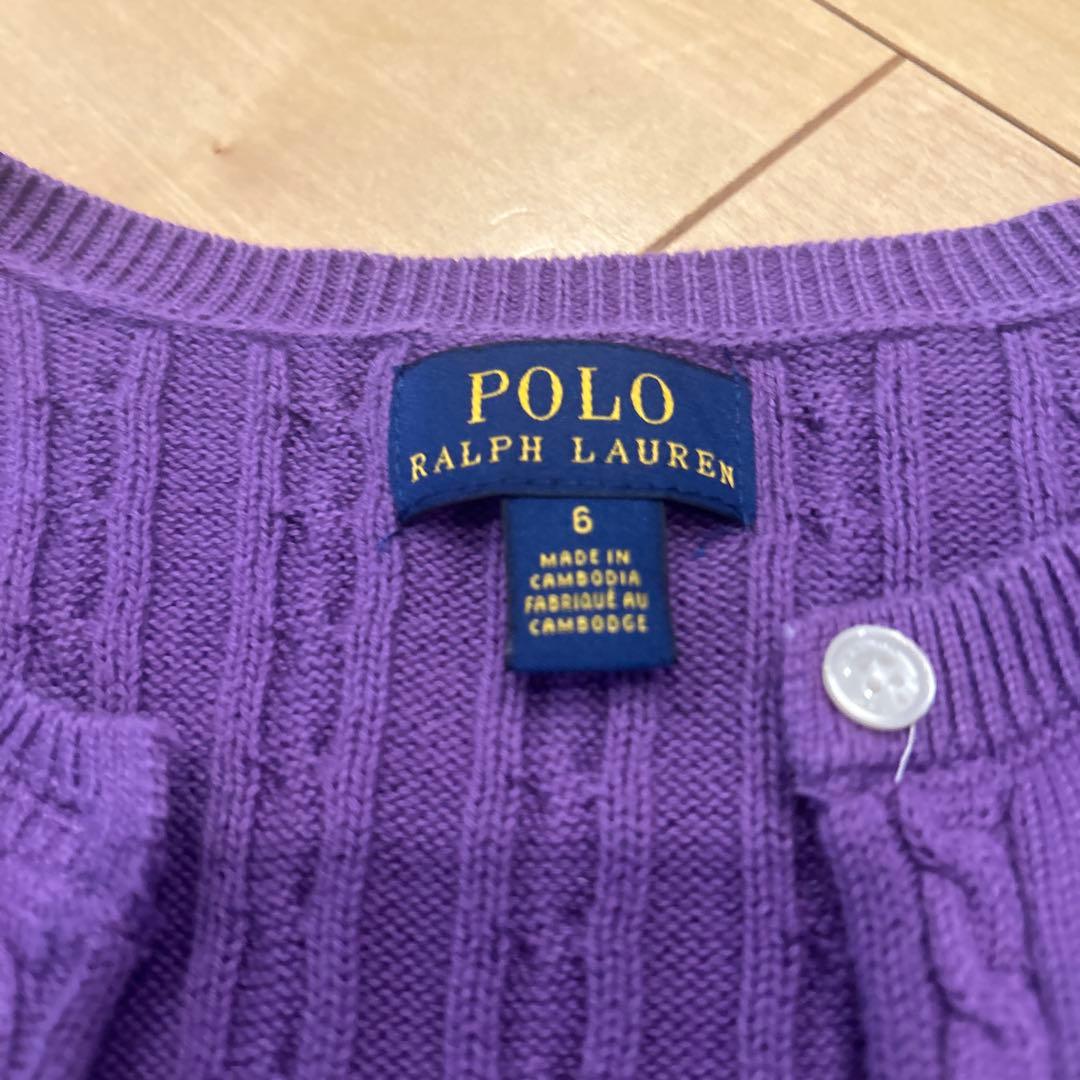 POLO
RALPH LAUREN
6
MADE IN
CAMBODIA
FABRIQUÉ AU
CAMBODGE